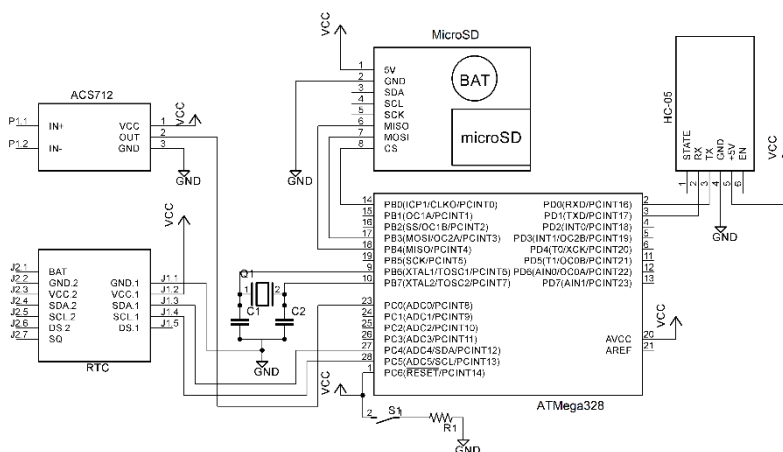 MicroSD
VCC
1 5V
2 GND
3 SDA
4 SCL
5 SCK
6 MISO
7 MOSI
8 CS
BAT
microSD
GND
ACS712
P1.1 IN+
P1.2 IN-
VCC 1
OUT 2
GND 3
VCC
GND
HC-05
STATE
RX
TX
GND
+5V
EN
1 2 3 4 5 6
VCC
GND
VCC
J2.1 BAT
J2.2 GND.2
J2.3 VCC.2
J2.4 SDA.2
J2.5 SCL.2
J2.6 DS.2
J2.7 SQ
GND.1 J1.1
VCC.1 J1.2
SDA.1 J1.3
SCL.1 J1.4
DS.1 J1.5
RTC
Q1
1 2
C1 C2
GND
14 PB0(ICP1/CLKO/PCINT0)
15 PB1(OC1A/PCINT1)
16 PB2(SS/OC1B/PCINT2)
17 PB3(MOSI/OC2A/PCINT3)
18 PB4(MISO/PCINT4)
19 PB5(SCK/PCINT5)
9 PB6(XTAL1/TOSC1/PCINT6)
10 PB7(XTAL2/TOSC2/PCINT7)
23 PC0(ADC0/PCINT8)
24 PC1(ADC1/PCINT9)
25 PC2(ADC2/PCINT10)
26 PC3(ADC3/PCINT11)
27 PC4(ADC4/SDA/PCINT12)
28 PC5(ADC5/SCL/PCINT13)
1 PC6(RESET/PCINT14)
PD0(RXD/PCINT16) 2
PD1(TXD/PCINT17) 3
PD2(INT0/PCINT18) 4
PD3(INT1/OC2B/PCINT19) 5
PD4(T0/XCK/PCINT20) 6
PD5(T1/OC0B/PCINT21) 11
PD6(AIN0/OC0A/PCINT22) 12
PD7(AIN1/PCINT23) 13
AVCC 20
AREF 21
VCC
VCC
2 S1
R1
GND
ATMega328